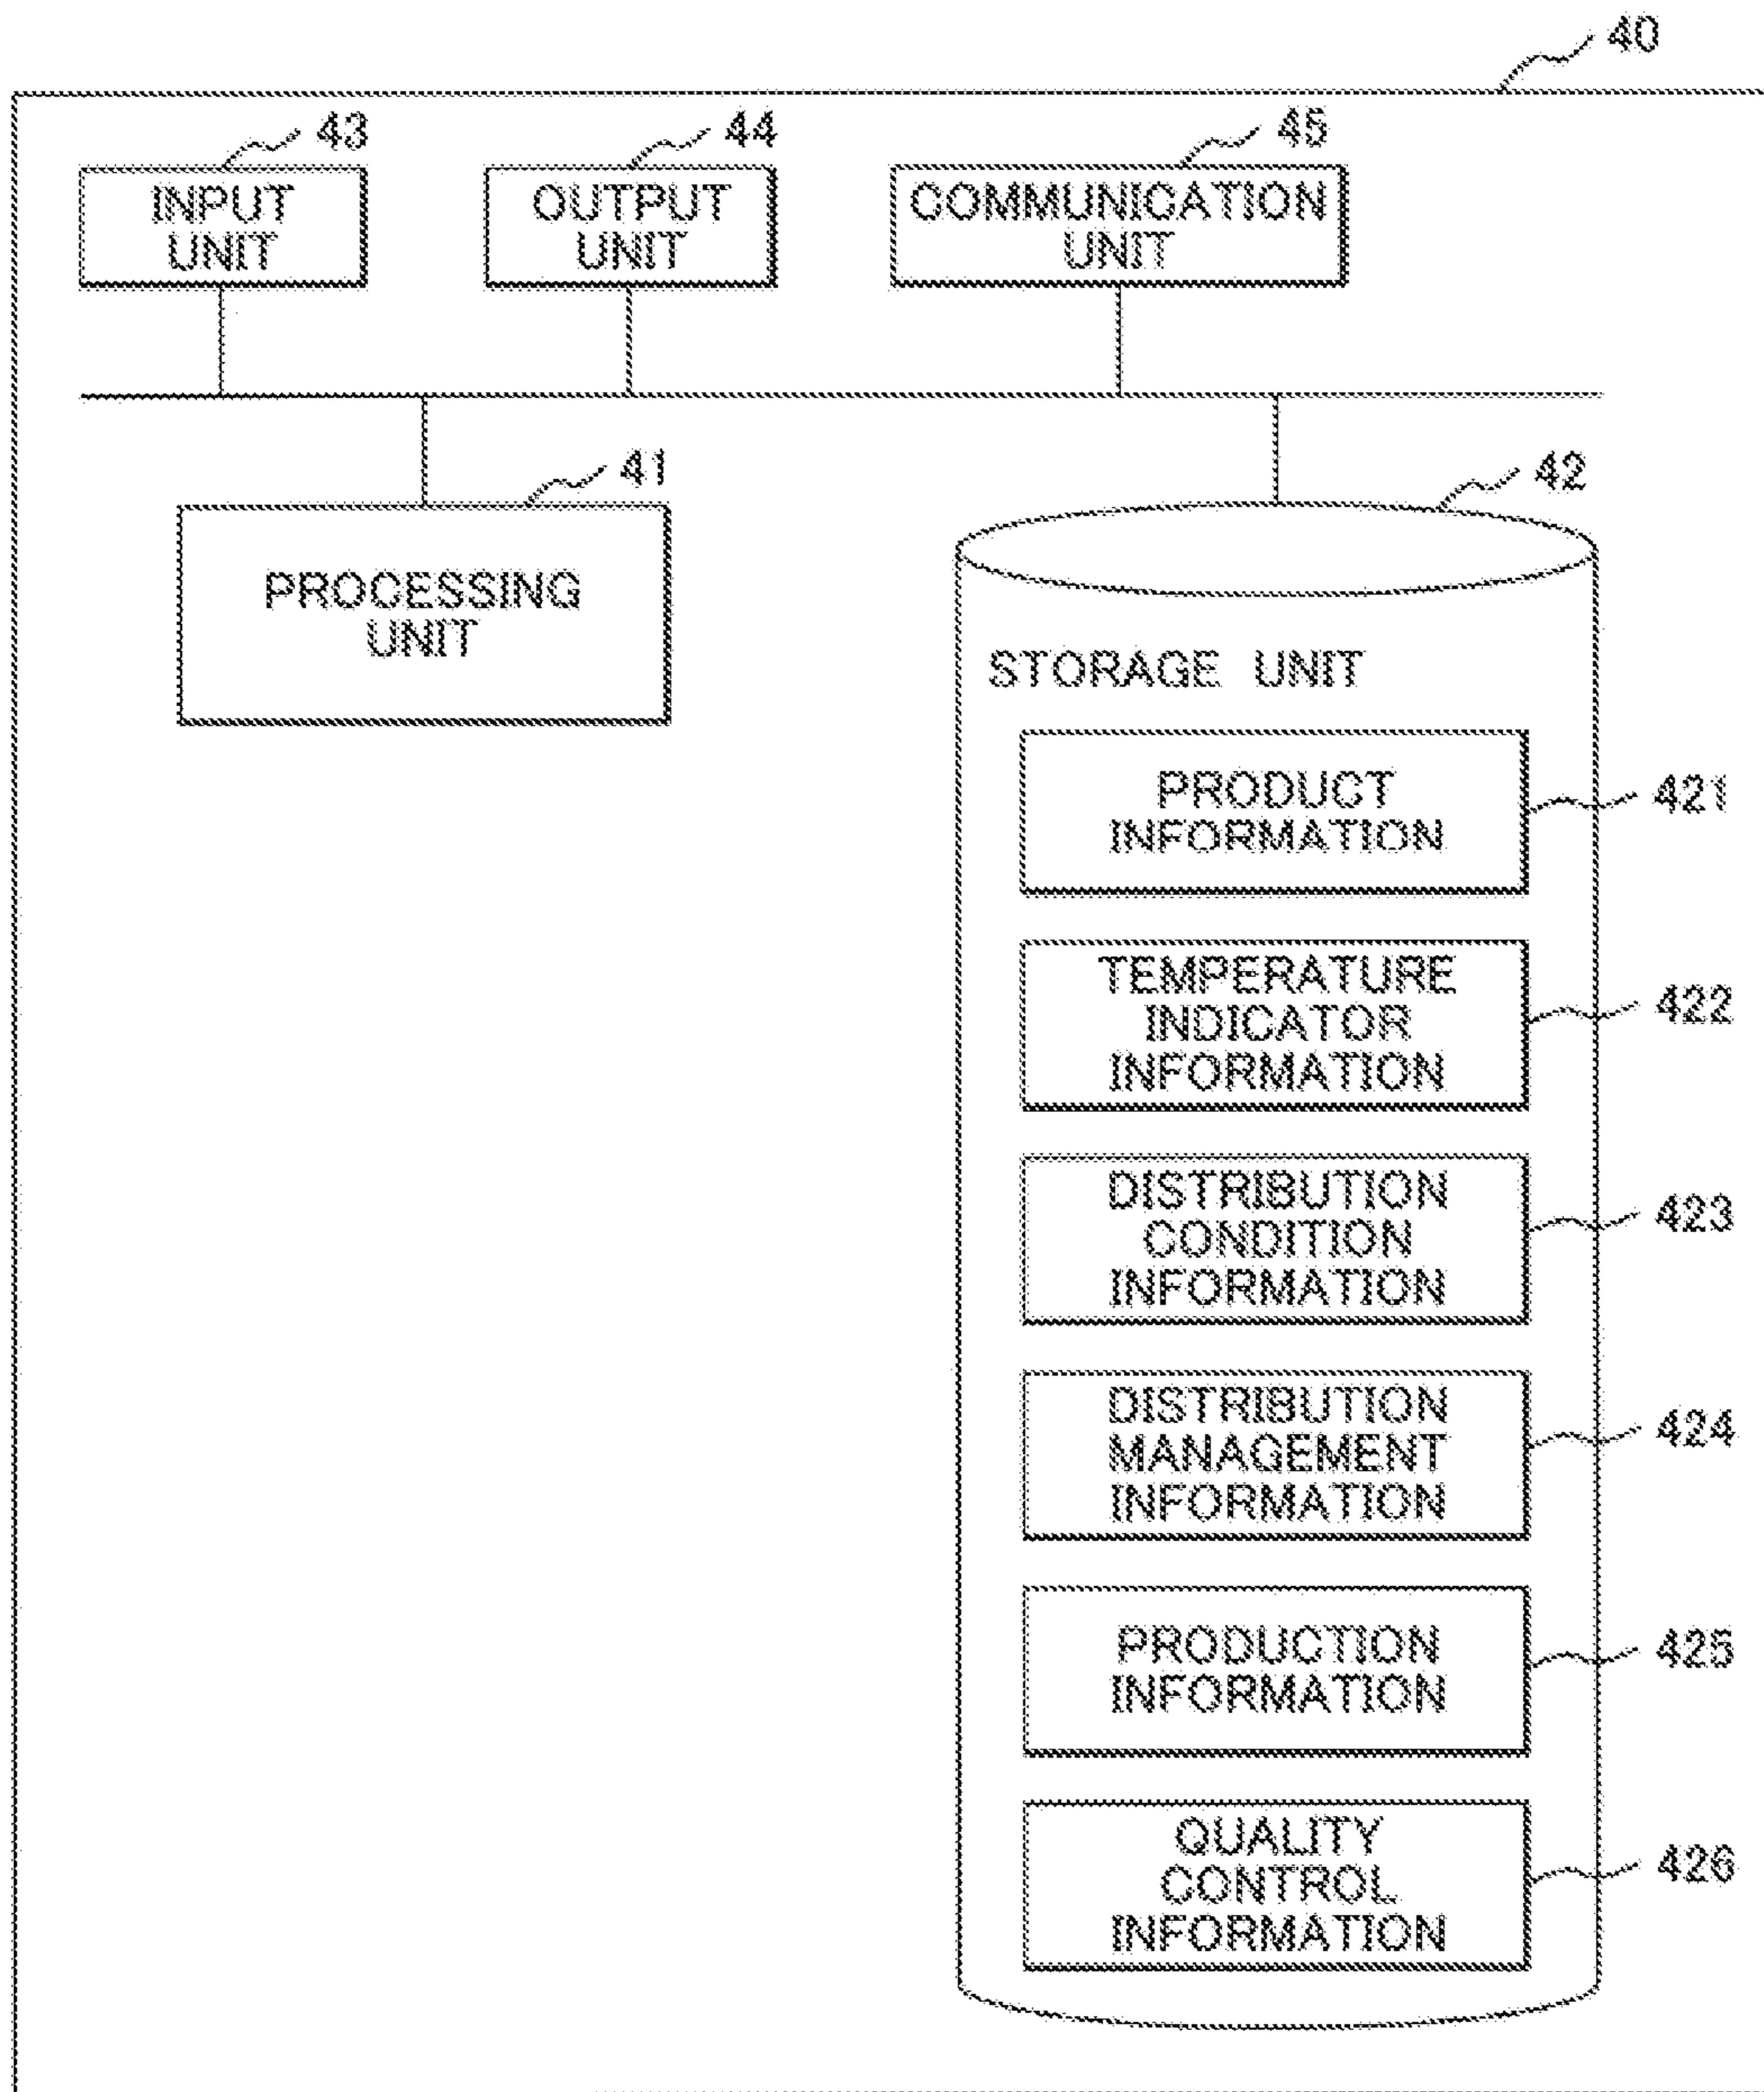 40
43
44
45
INPUT
UNIT
OUTPUT
UNIT
COMMUNICATION
UNIT
41
42
PROCESSING
UNIT
STORAGE UNIT
PRODUCT
INFORMATION
421
TEMPERATURE
INDICATOR
INFORMATION
422
DISTRIBUTION
CONDITION
INFORMATION
423
DISTRIBUTION
MANAGEMENT
INFORMATION
424
PRODUCTION
INFORMATION
425
QUALITY
CONTROL
INFORMATION
426